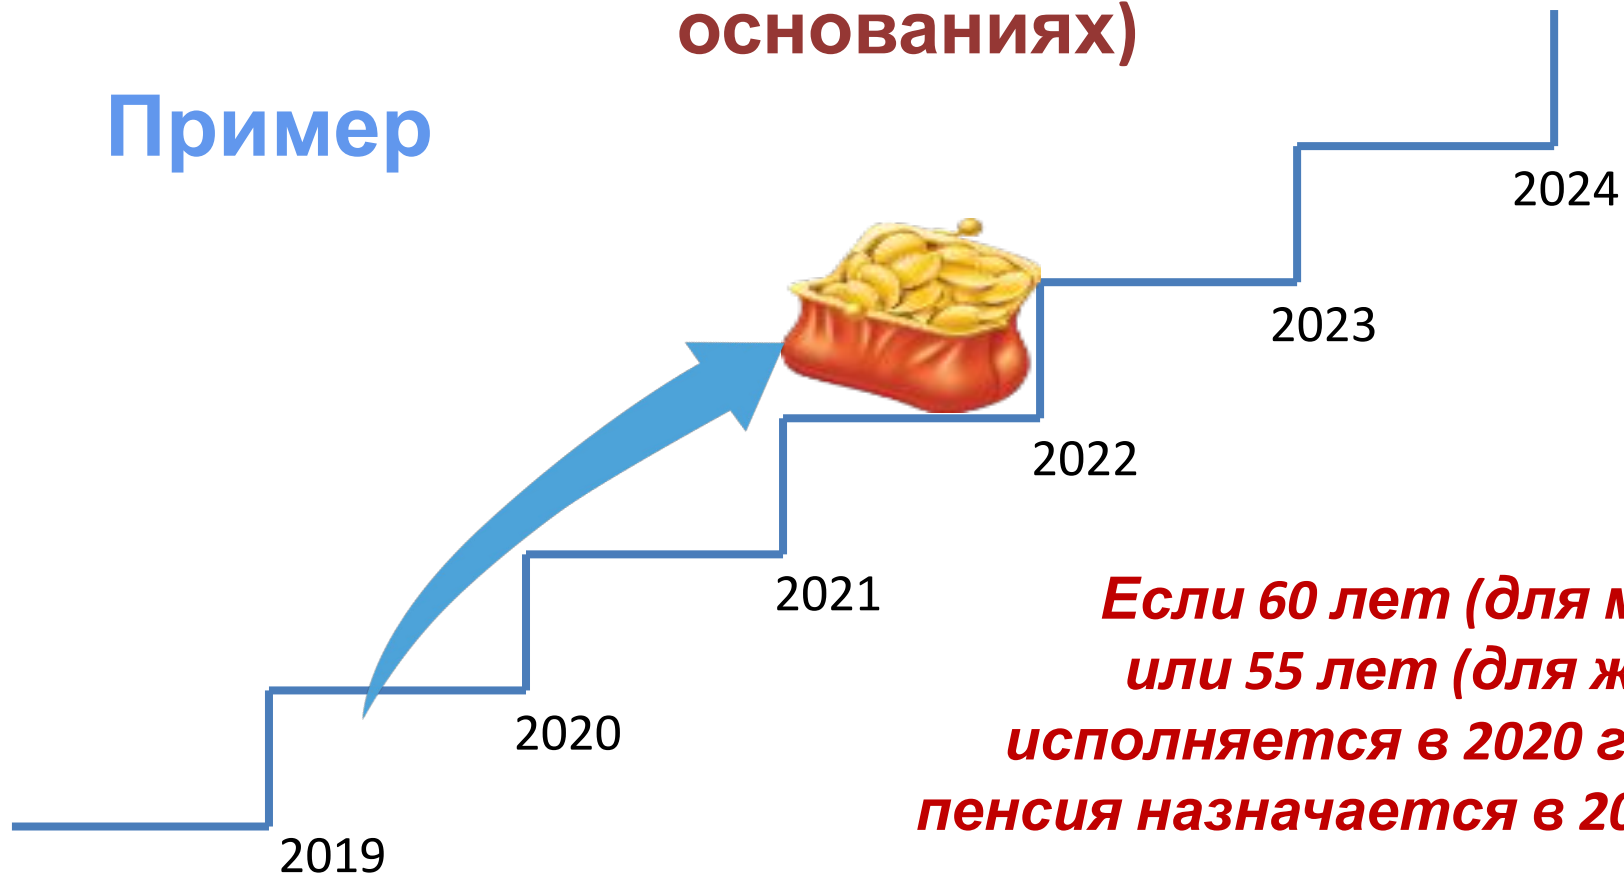 основаниях)
Пример
2024
2023
2022
2021
Если 60 лет (для
или 55 лет (для
2020
исполняется в 2020
пенсия назначается в
2019